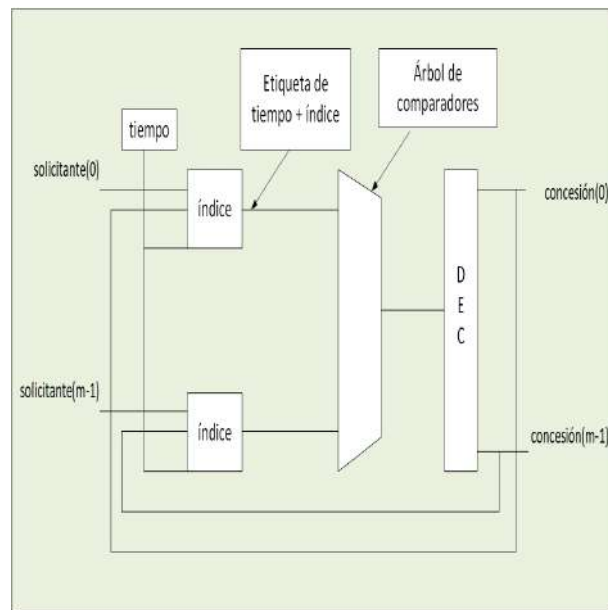 Etiqueta de
tiempo + índice
Árbol de
comparadores
tiempo
solicitante(0)
índice
concesión(0)
D
E
C
solicitante(m-1)
índice
concesión(m-1)